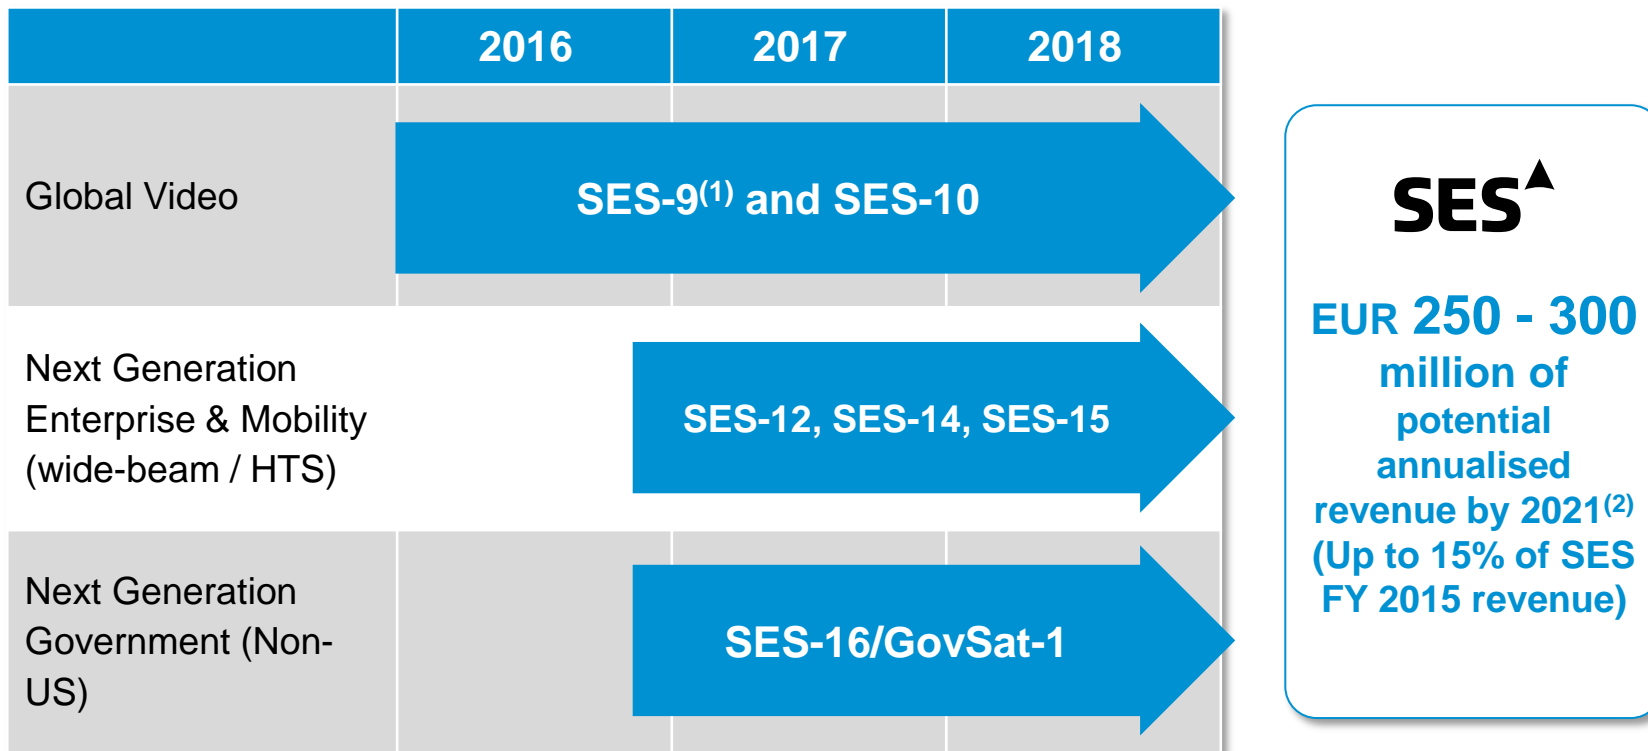 2016 2017 2018
Global Video
SES-9(1) and SES-10
Next Generation
Enterprise & Mobility
(wide-beam / HTS)
SES-12, SES-14, SES-15
Next Generation
Government (Non-
US)
SES-16/GovSat-1
SES
EUR 250 - 300
million of
potential
annualised
revenue by 2021(2)
(Up to 15% of SES
FY 2015 revenue)